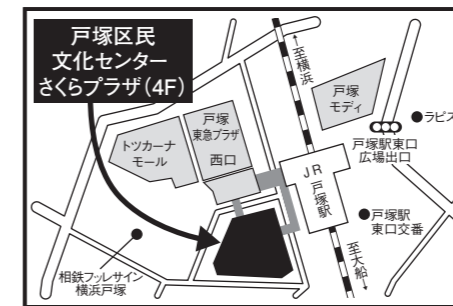 戸塚区民
文化センター
さくらプラザ(4F)
←至横浜
戸塚
モディ
●ラピス
戸塚駅東口
広場出口
戸塚
東急プラザ
西口
トツカーナ
モール
JR
戸塚駅
●戸塚駅
東口交番
至大船→
相鉄フレッサイン
横浜戸塚